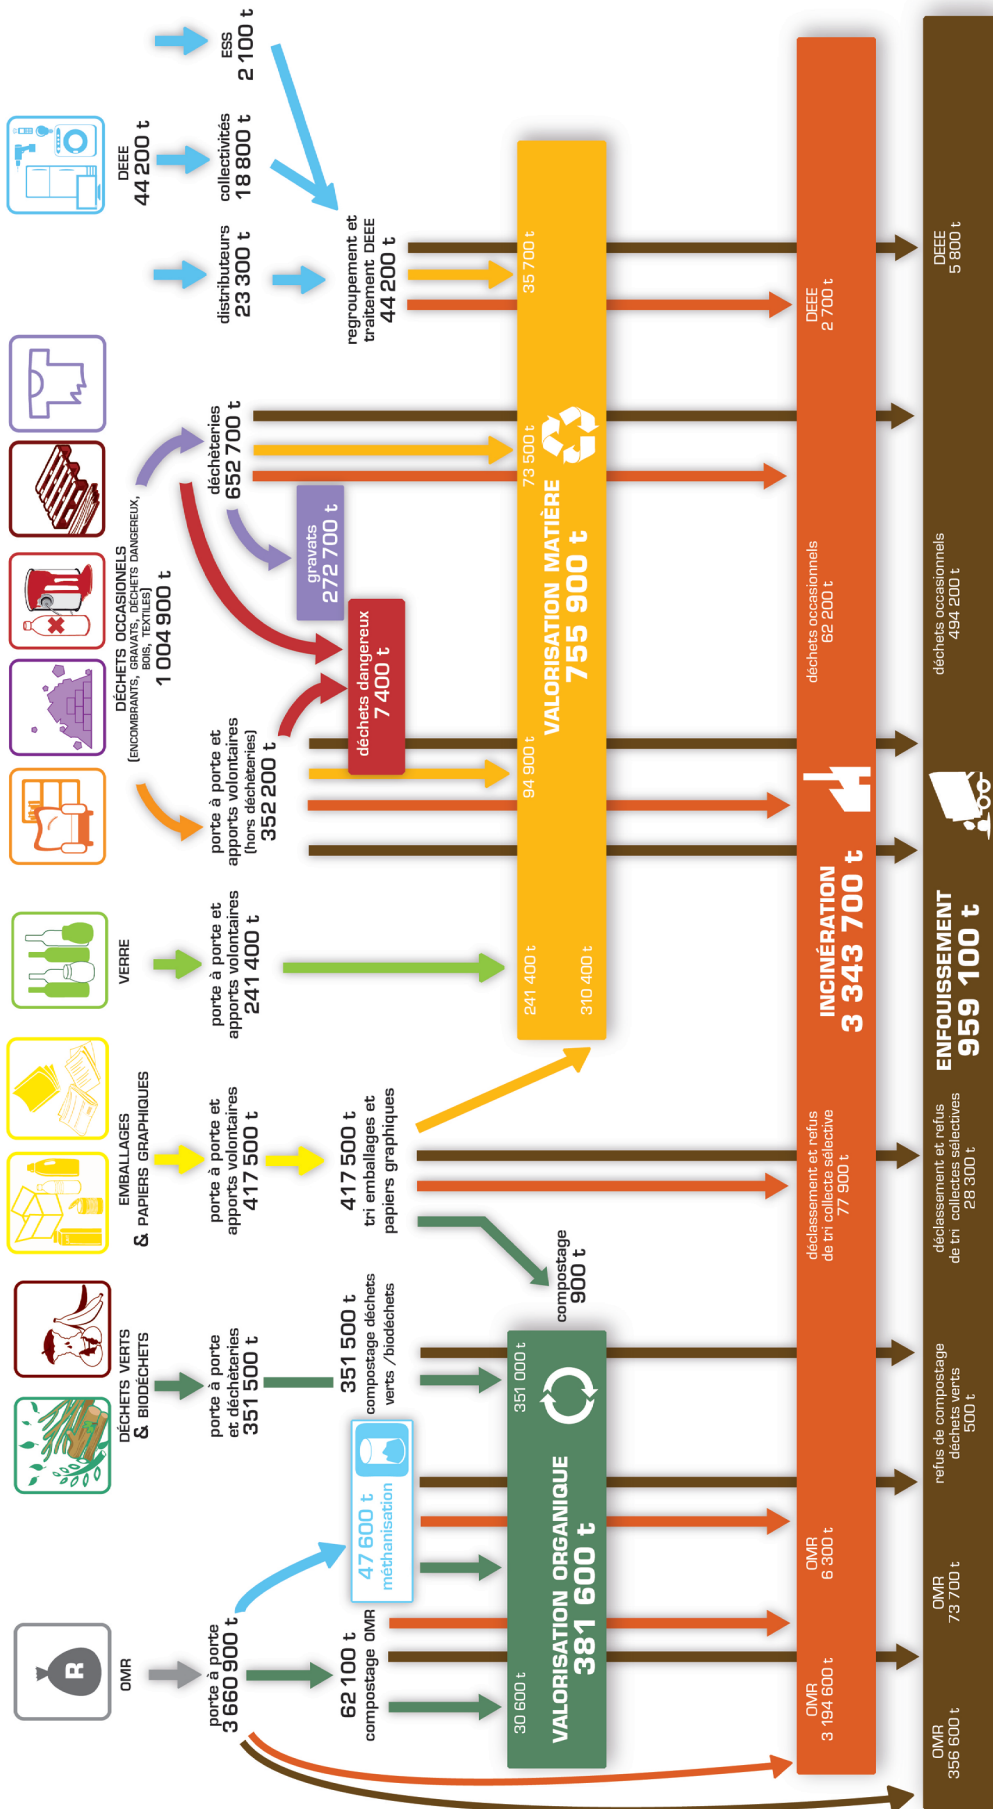 OMR
DÉCHETS VERTS
& BIODÉCHETS
EMBALLAGES
& PAPIERS GRAPHIQUES
VERRE
DÉCHETS OCCASIONELS
(ENCOMBRANTS, GRAVATS, DÉCHETS DANGEREUX,
BOIS, TEXTILES)
1 004 900 t
DEEE
44 200 t
R
porte à porte
3 660 900 t
porte à porte
et déchèteries
351 500 t
porte à porte et
apports volontaires
417 500 t
porte à porte et
apports volontaires
241 400 t
porte à porte et
apports volontaires
(hors déchèteries)
352 200 t
déchèteries
652 700 t
distributeurs
23 300 t
collectivités
18 800 t
ESS
2 100 t
62 100 t
compostage OMR
47 600 t
méthanisation
351 500 t
compostage déchets
verts /biodéchets
417 500 t
tri emballages et
papiers graphiques
déchets dangereux
7 400 t
gravats
272 700 t
regroupement et
traitement DEEE
44 200 t
compostage
900 t
30 600 t
351 000 t
VALORISATION ORGANIQUE
381 600 t
241 400 t
310 400 t
94 900 t
73 500 t
35 700 t
VALORISATION MATIÈRE
755 900 t
OMR
3 194 600 t
OMR
6 300 t
déclassement et refus
de tri collecte sélective
77 900 t
INCINÉRATION
3 343 700 t
déchets occasionnels
62 200 t
DEEE
2 700 t
OMR
356 600 t
OMR
73 700 t
refus de compostage
déchets verts
500 t
déclassement et refus
de tri collectes sélectives
28 300 t
ENFOUISSEMENT
959 100 t
déchets occasionnels
494 200 t
DEEE
5 800 t